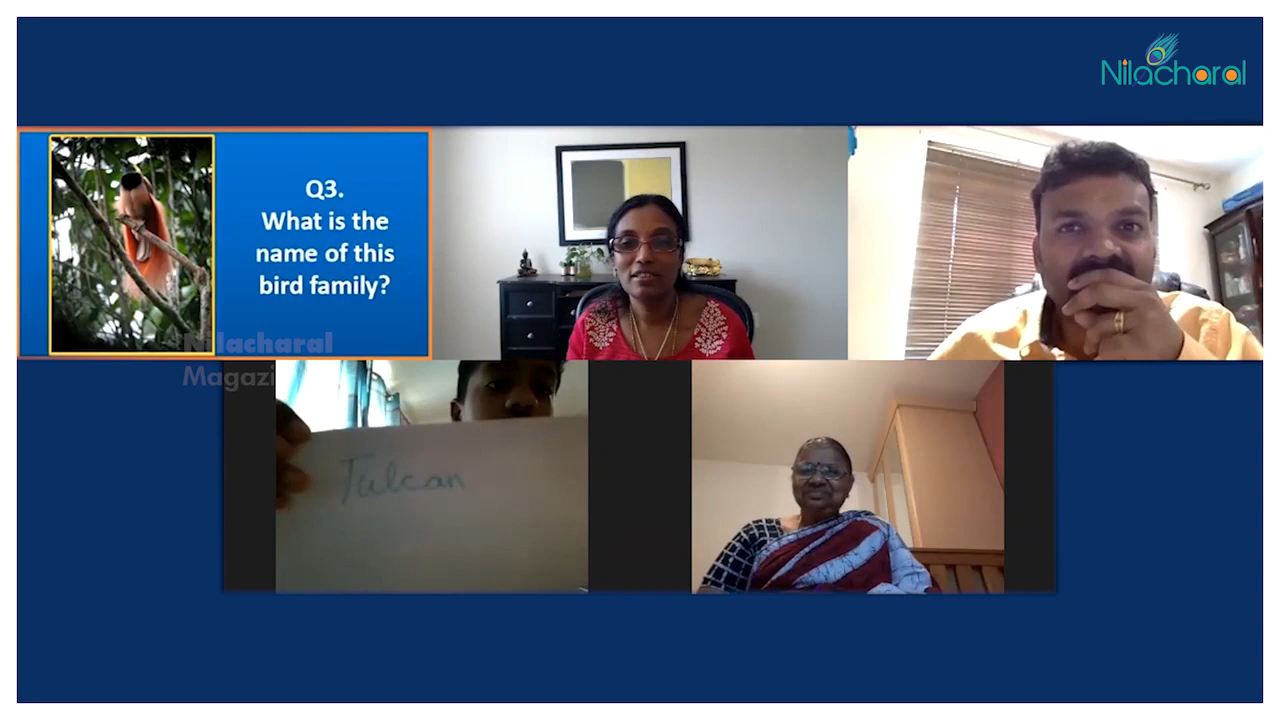 Nilacharal
Q3.
What is the
name of this
bird family?
Nilacharal
Magazi
Tulcan